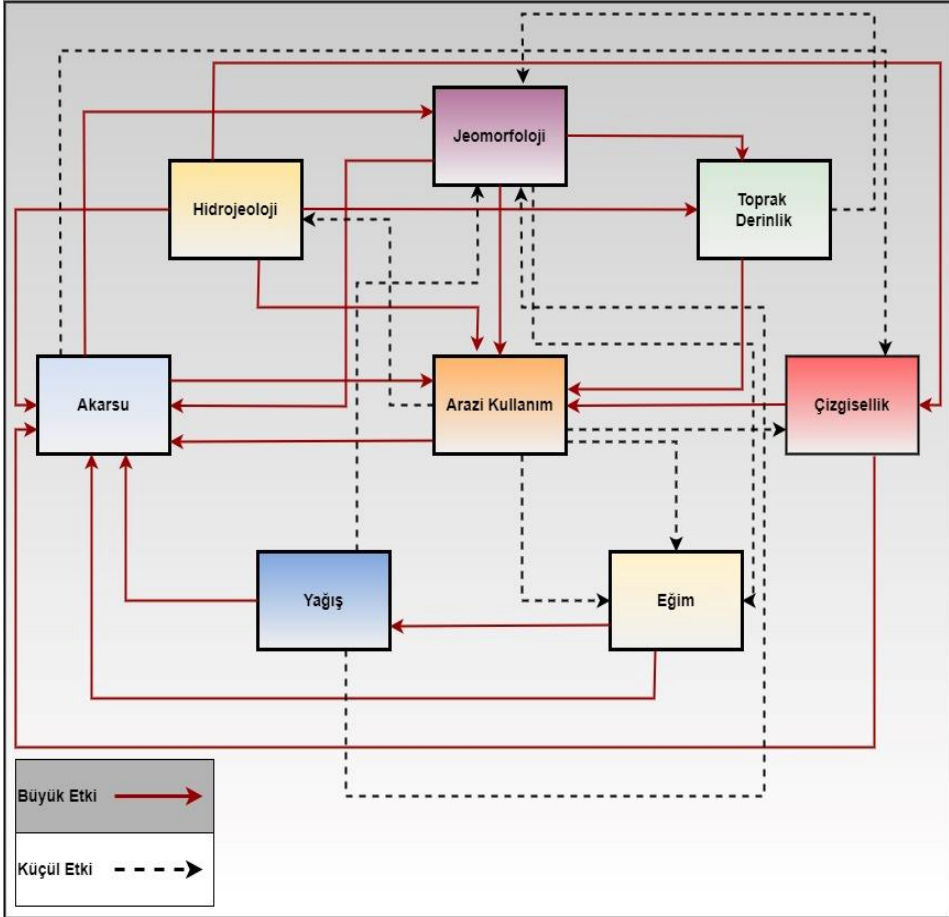 Jeomorfoloji
Hidrojeoloji
Toprak
Derinlik
Akarsu
Arazi Kullanım
Çizgisellik
Yağış
Eğim
Büyük Etki
Küçül Etki